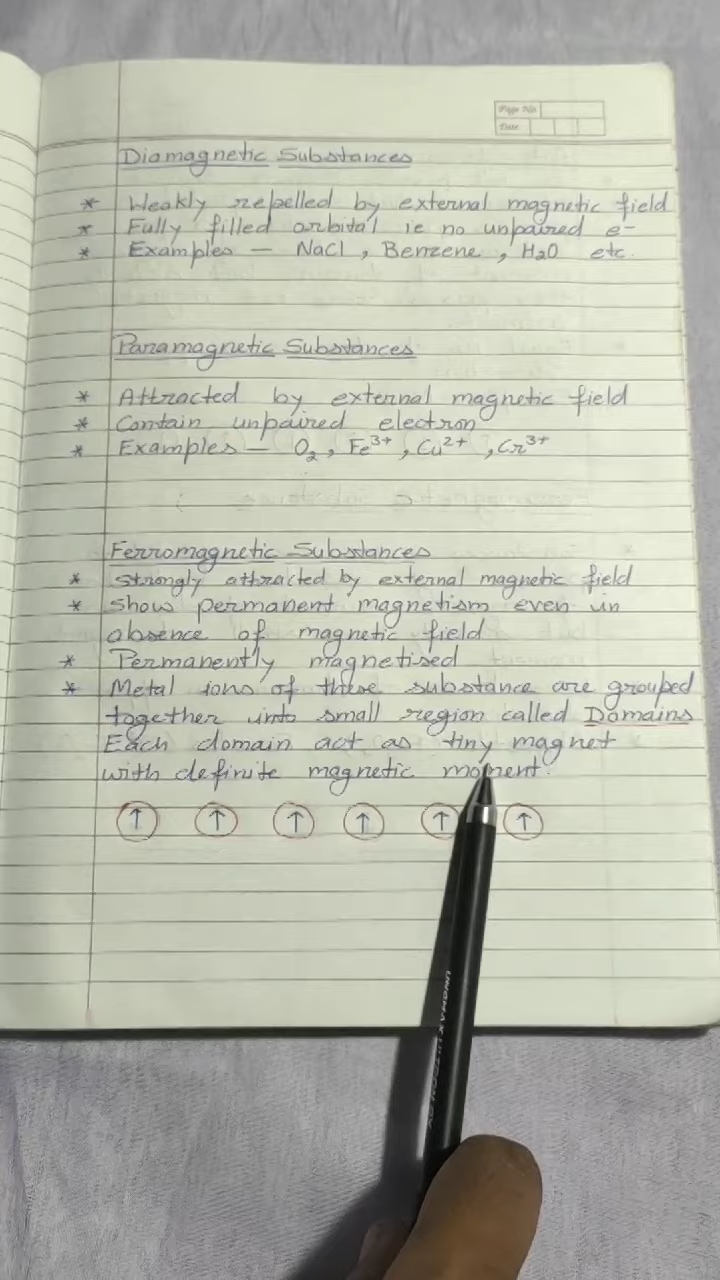 Page No.
Date
Diamagnetic Substances
* Weakly repelled by external magnetic field
* Fully filled orbital ie no unpaired e-
* Examples — NaCl, Benzene, H₂O etc.
Paramagnetic Substances
* Attracted by external magnetic field
* Contain unpaired electron
* Examples — O₂, Fe³⁺, Cu²⁺, Cr³⁺
Ferromagnetic Substances
* Strongly attracted by external magnetic field
* Show permanent magnetism even in
absence of magnetic field
* Permanently magnetised
* Metal ions of these substance are grouped
together into small region called Domains
Each domain act as tiny magnet
with definite magnetic moment.
↑ ↑ ↑ ↑ ↑ ↑